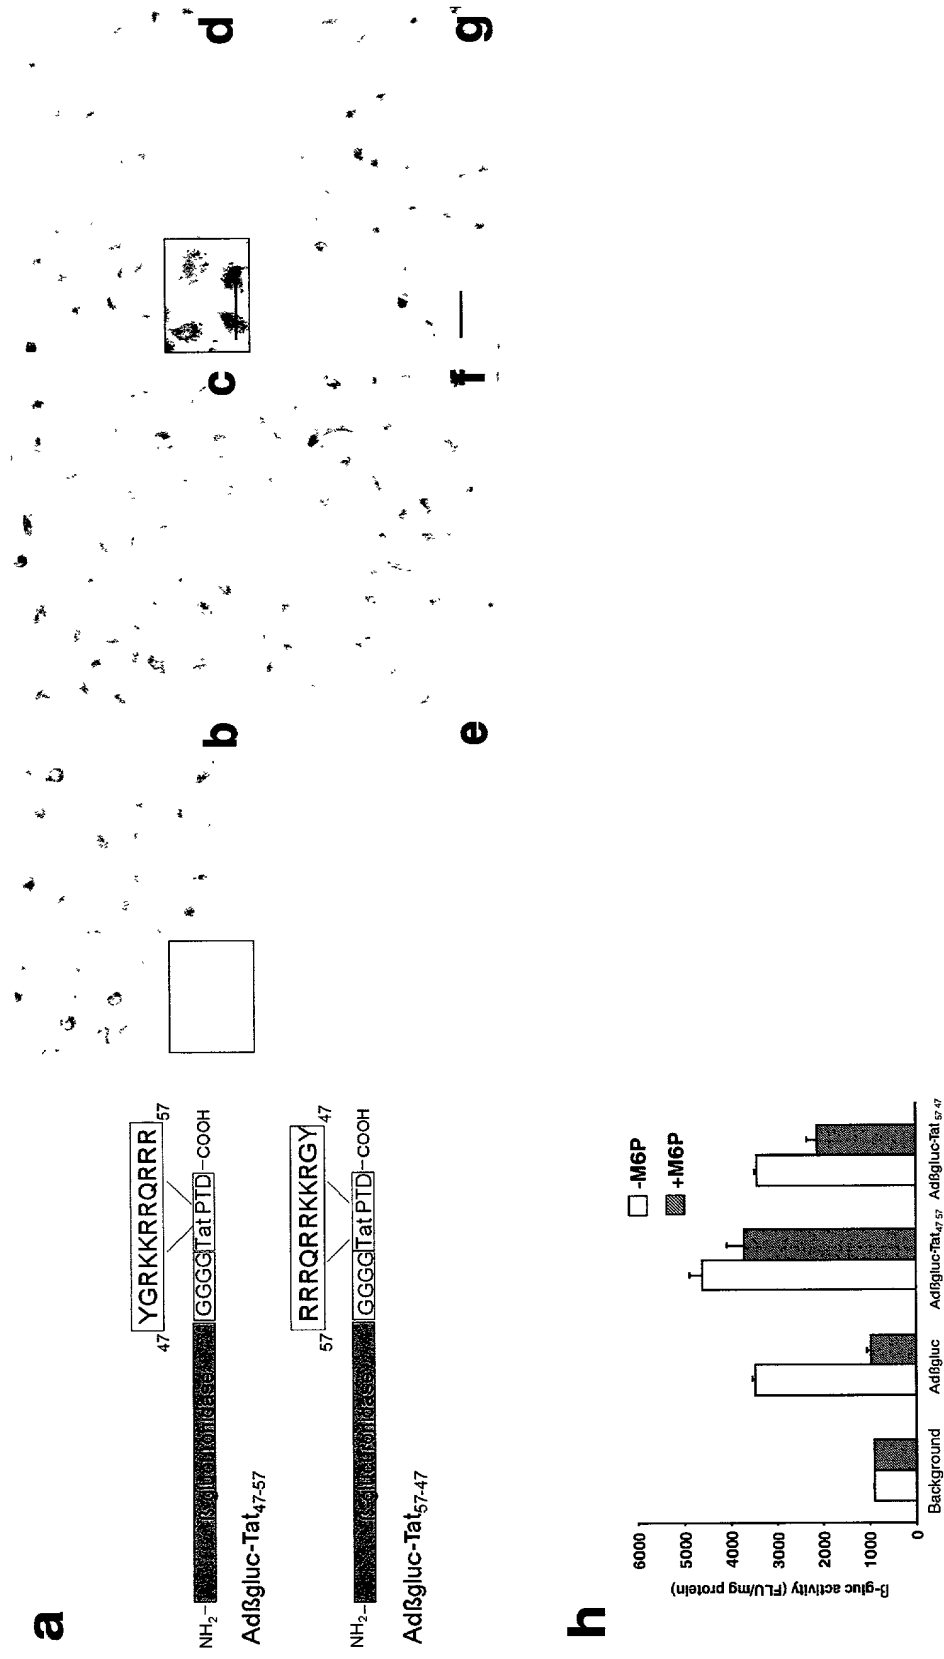 a
47
YGRKKRRQRRR
57
NH2
β-glucuronidase
GGGG
Tat PTD
COOH
Adβgluc-Tat47-57
57
RRRQRRKKRGY
47
NH2
β-glucuronidase
GGGG
Tat PTD
COOH
Adβgluc-Tat57-47
b
c
d
e
f
g
h
β-gluc activity (FLU/mg protein)
6000
5000
4000
3000
2000
1000
0
-M6P
+M6P
Background
Adβgluc
Adβgluc-Tat47 57
Adβgluc-Tat57 47